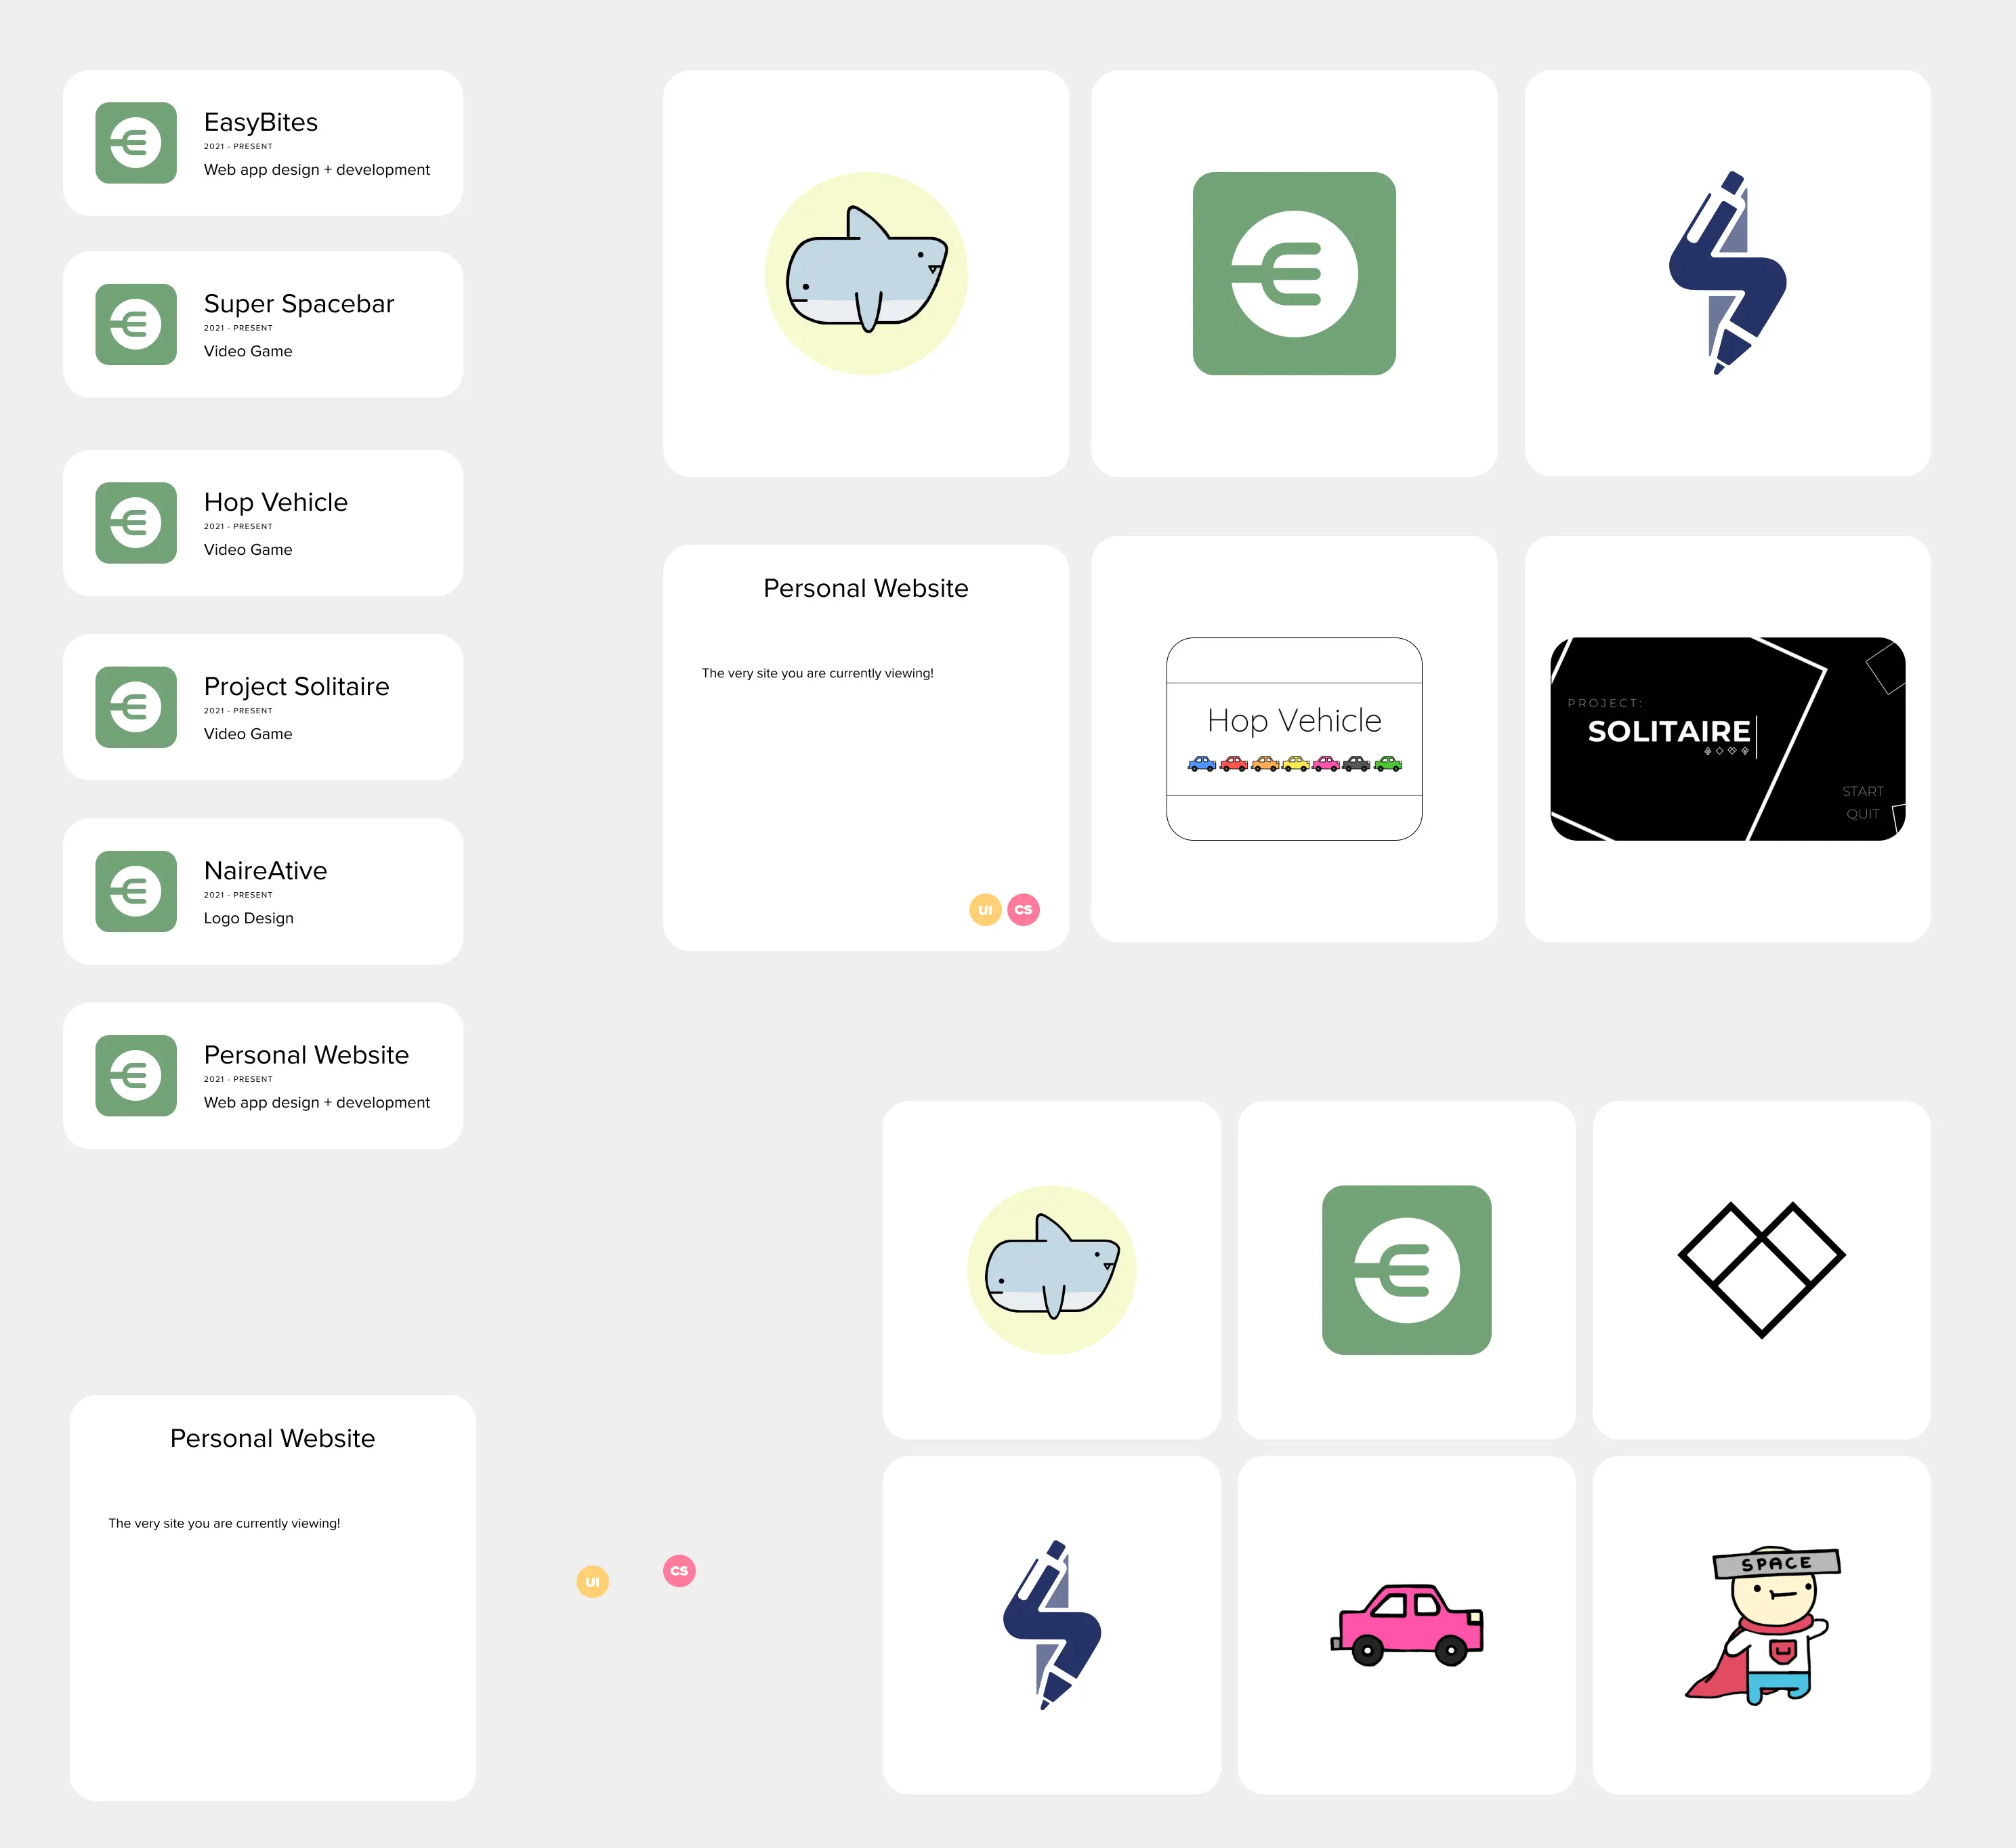 EasyBites
2021 - PRESENT
Web app design + development
Super Spacebar
2021 - PRESENT
Video Game
Hop Vehicle
2021 - PRESENT
Video Game
Project Solitaire
2021 - PRESENT
Video Game
NaireAtive
2021 - PRESENT
Logo Design
Personal Website
2021 - PRESENT
Web app design + development
Personal Website
The very site you are currently viewing!
UI CS
Hop Vehicle
PROJECT:
SOLITAIRE
START
QUIT
Personal Website
The very site you are currently viewing!
UI
CS
SPACE